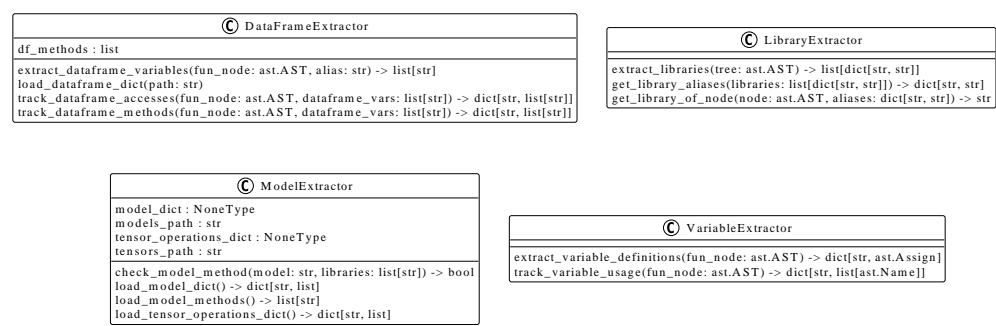 C DataFrameExtractor
df_methods : list
extract_dataframe_variables(fun_node: ast.AST, alias: str) -> list[str]
load_dataframe_dict(path: str)
track_dataframe_accesses(fun_node: ast.AST, dataframe_vars: list[str]) -> dict[str, list[str]]
track_dataframe_methods(fun_node: ast.AST, dataframe_vars: list[str]) -> dict[str, list[str]]
C LibraryExtractor
extract_libraries(tree: ast.AST) -> list[dict[str, str]]
get_library_aliases(libraries: list[dict[str, str]]) -> dict[str, str]
get_library_of_node(node: ast.AST, aliases: dict[str, str]) -> str
C ModelExtractor
model_dict : NoneType
models_path : str
tensor_operations_dict : NoneType
tensors_path : str
check_model_method(model: str, libraries: list[str]) -> bool
load_model_dict() -> dict[str, list]
load_model_methods() -> list[str]
load_tensor_operations_dict() -> dict[str, list]
C VariableExtractor
extract_variable_definitions(fun_node: ast.AST) -> dict[str, ast.Assign]
track_variable_usage(fun_node: ast.AST) -> dict[str, list[ast.Name]]